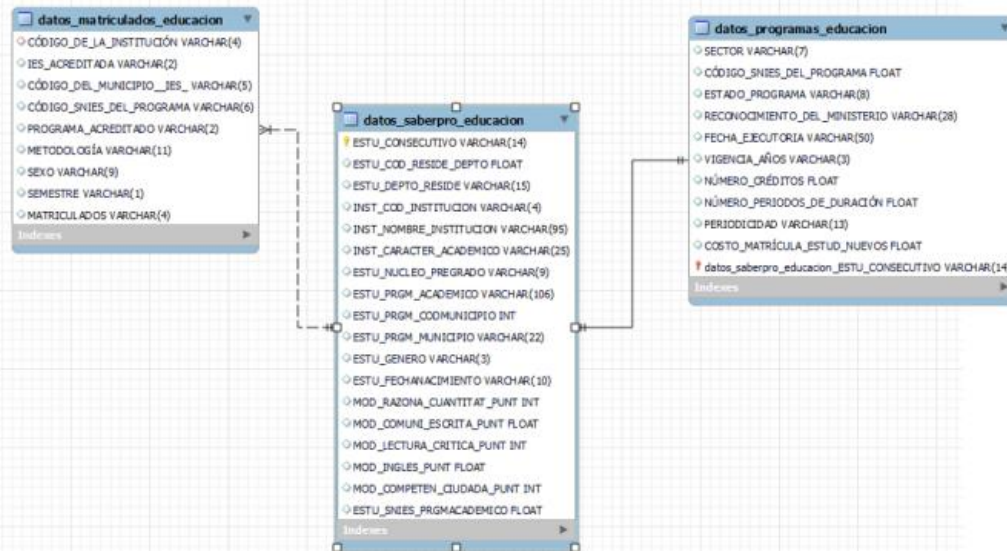 datos_matriculados_educacion
CÓDIGO_DE_LA_INSTITUCIÓN VARCHAR(4)
IES_ACREDITADA VARCHAR(2)
CÓDIGO_DEL_MUNICIPIO__IES_ VARCHAR(5)
CÓDIGO_SNIES_DEL_PROGRAMA VARCHAR(6)
PROGRAMA_ACREDITADO VARCHAR(2)
METODOLOGÍA VARCHAR(11)
SEXO VARCHAR(9)
SEMESTRE VARCHAR(1)
MATRICULADOS VARCHAR(4)
Indexes
datos_saberpro_educacion
ESTU_CONSECUTIVO VARCHAR(14)
ESTU_COD_RESIDE_DEPTO FLOAT
ESTU_DEPTO_RESIDE VARCHAR(15)
INST_COD_INSTITUCION VARCHAR(4)
INST_NOMBRE_INSTITUCION VARCHAR(95)
INST_CARACTER_ACADEMICO VARCHAR(25)
ESTU_NUCLEO_PREGRADO VARCHAR(9)
ESTU_PRGM_ACADEMICO VARCHAR(106)
ESTU_PRGM_CODMUNICIPIO INT
ESTU_PRGM_MUNICIPIO VARCHAR(22)
ESTU_GENERO VARCHAR(3)
ESTU_FECHANACIMIENTO VARCHAR(10)
MOD_RAZONA_CUANTITAT_PUNT INT
MOD_COMUNI_ESCRITA_PUNT FLOAT
MOD_LECTURA_CRITICA_PUNT INT
MOD_INGLES_PUNT FLOAT
MOD_COMPETEN_CIUDADA_PUNT INT
ESTU_SNIES_PRGMACADEMICO FLOAT
Indexes
datos_programas_educacion
SECTOR VARCHAR(7)
CÓDIGO_SNIES_DEL_PROGRAMA FLOAT
ESTADO_PROGRAMA VARCHAR(8)
RECONOCIMIENTO_DEL_MINISTERIO VARCHAR(28)
FECHA_EJECUTORIA VARCHAR(50)
VIGENCIA_AÑOS VARCHAR(3)
NÚMERO_CRÉDITOS FLOAT
NÚMERO_PERIODOS_DE_DURACIÓN FLOAT
PERIODICIDAD VARCHAR(13)
COSTO_MATRÍCULA_ESTUD_NUEVOS FLOAT
datos_saberpro_educacion_ESTU_CONSECUTIVO VARCHAR(14
Indexes